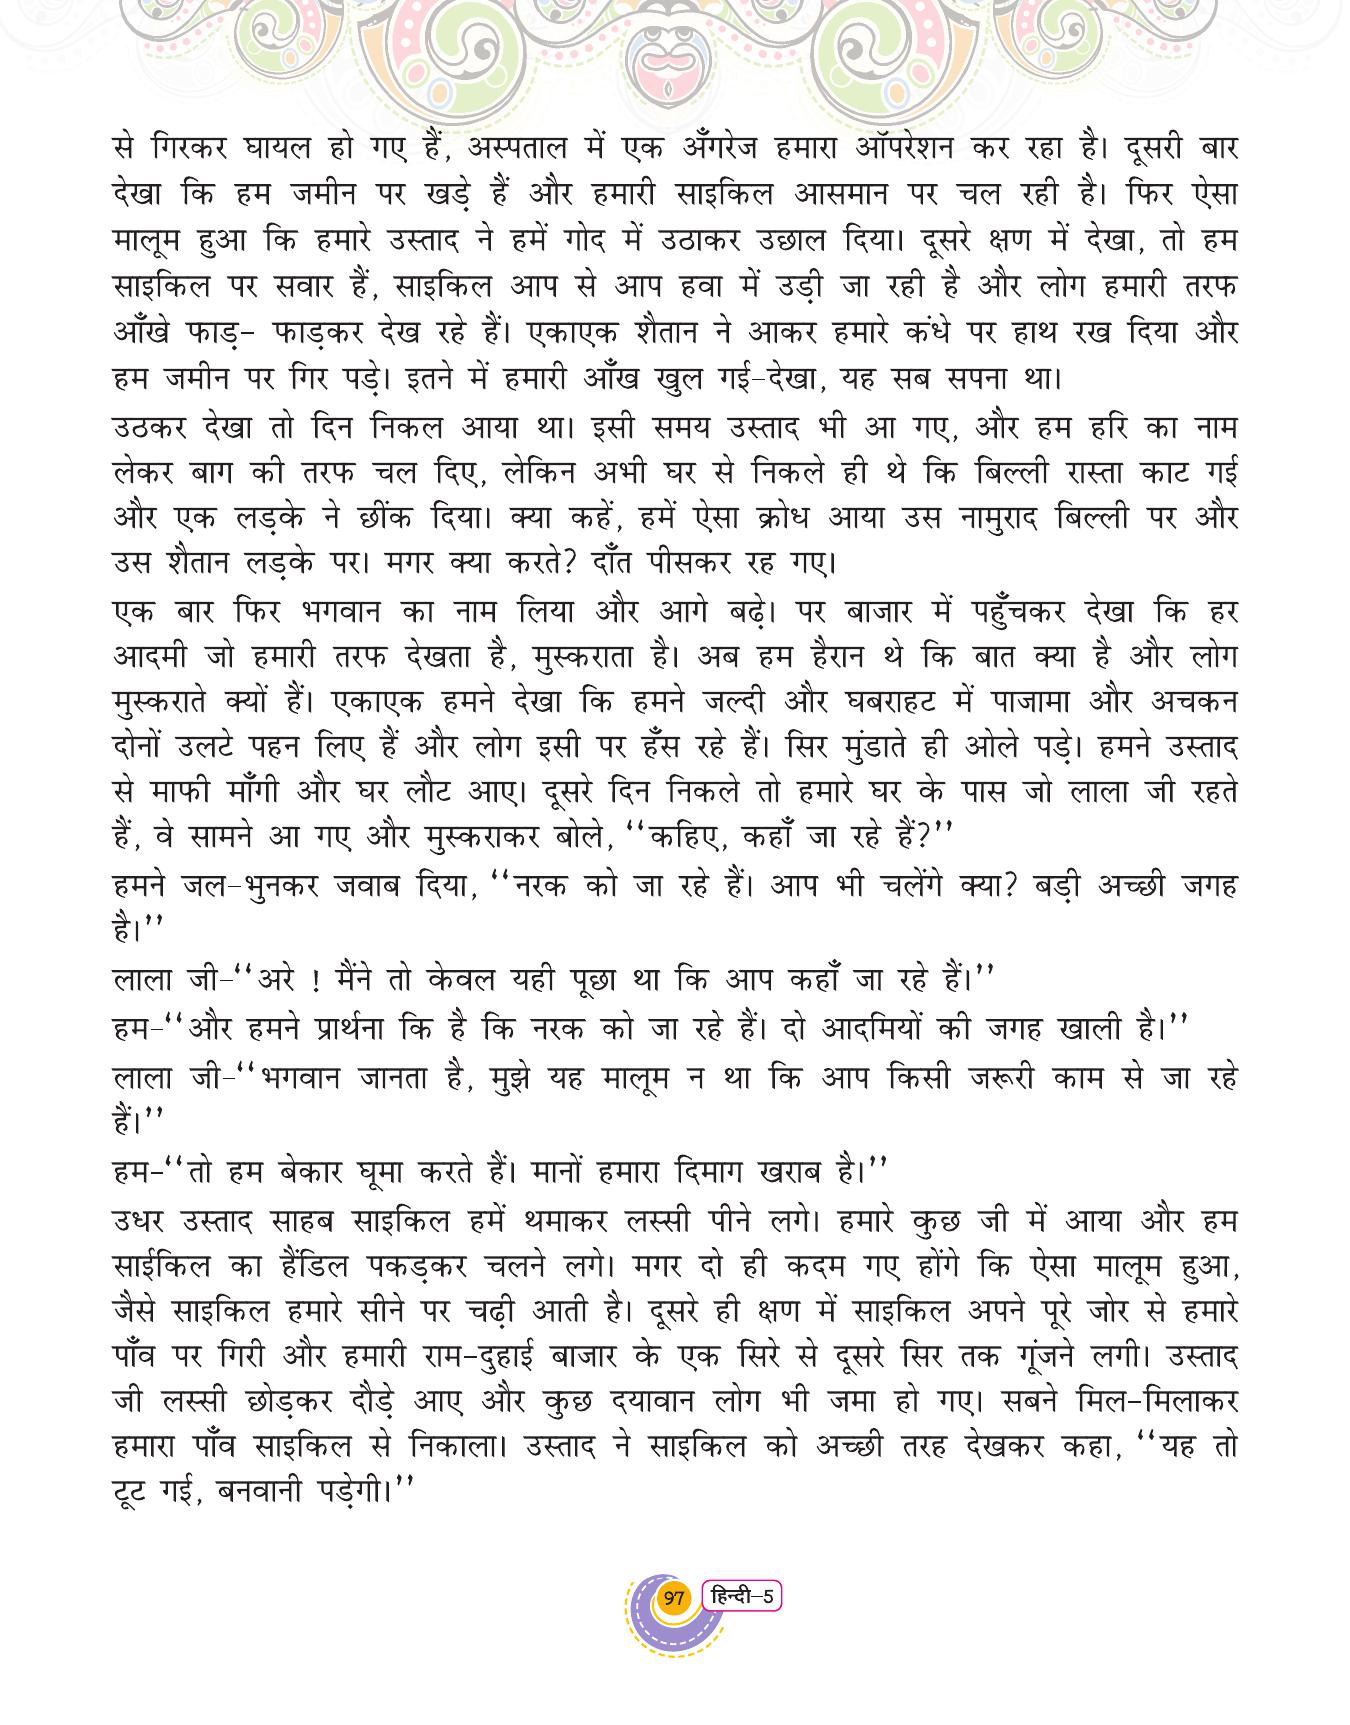 से गिरकर घायल हो गए हैं, अस्पताल में एक अँगरेज हमारा ऑपरेशन कर रहा है। दूसरी बार
देखा कि हम जमीन पर खड़े हैं और हमारी साइकिल आसमान पर चल रही है। फिर ऐसा
मालूम हुआ कि हमारे उस्ताद ने हमें गोद में उठाकर उछाल दिया। दूसरे क्षण में देखा, तो हम
साइकिल पर सवार हैं, साइकिल आप से आप हवा में उड़ी जा रही है और लोग हमारी तरफ
आँखे फाड़- फाड़कर देख रहे हैं। एकाएक शैतान ने आकर हमारे कंधे पर हाथ रख दिया और
हम जमीन पर गिर पड़े। इतने में हमारी आँख खुल गई-देखा, यह सब सपना था।
उठकर देखा तो दिन निकल आया था। इसी समय उस्ताद भी आ गए, और हम हरि का नाम
लेकर बाग की तरफ चल दिए, लेकिन अभी घर से निकले ही थे कि बिल्ली रास्ता काट गई
और एक लड़के ने छींक दिया। क्या कहें, हमें ऐसा क्रोध आया उस नामुराद बिल्ली पर और
उस शैतान लड़के पर। मगर क्या करते? दाँत पीसकर रह गए।
एक बार फिर भगवान का नाम लिया और आगे बढ़े। पर बाजार में पहुँचकर देखा कि हर
आदमी जो हमारी तरफ देखता है, मुस्कराता है। अब हम हैरान थे कि बात क्या है और लोग
मुस्कराते क्यों हैं। एकाएक हमने देखा कि हमने जल्दी और घबराहट में पाजामा और अचकन
दोनों उलटे पहन लिए हैं और लोग इसी पर हँस रहे हैं। सिर मुंडाते ही ओले पड़े। हमने उस्ताद
से माफी माँगी और घर लौट आए। दूसरे दिन निकले तो हमारे घर के पास जो लाला जी रहते
हैं, वे सामने आ गए और मुस्कराकर बोले, ‘‘कहिए, कहाँ जा रहे हैं?’’
हमने जल-भुनकर जवाब दिया, ‘‘नरक को जा रहे हैं। आप भी चलेंगे क्या? बड़ी अच्छी जगह
है।’’
लाला जी-‘‘अरे ! मैंने तो केवल यही पूछा था कि आप कहाँ जा रहे हैं।’’
हम-‘‘और हमने प्रार्थना कि है कि नरक को जा रहे हैं। दो आदमियों की जगह खाली है।’’
लाला जी-‘‘भगवान जानता है, मुझे यह मालूम न था कि आप किसी जरूरी काम से जा रहे
हैं।’’
हम-‘‘तो हम बेकार घूमा करते हैं। मानों हमारा दिमाग खराब है।’’
उधर उस्ताद साहब साइकिल हमें थमाकर लस्सी पीने लगे। हमारे कुछ जी में आया और हम
साईकिल का हैंडिल पकड़कर चलने लगे। मगर दो ही कदम गए होंगे कि ऐसा मालूम हुआ,
जैसे साइकिल हमारे सीने पर चढ़ी आती है। दूसरे ही क्षण में साइकिल अपने पूरे जोर से हमारे
पाँव पर गिरी और हमारी राम-दुहाई बाजार के एक सिरे से दूसरे सिर तक गूंजने लगी। उस्ताद
जी लस्सी छोड़कर दौड़े आए और कुछ दयावान लोग भी जमा हो गए। सबने मिल-मिलाकर
हमारा पाँव साइकिल से निकाला। उस्ताद ने साइकिल को अच्छी तरह देखकर कहा, ‘‘यह तो
टूट गई, बनवानी पड़ेगी।’’
97 हिन्दी–5